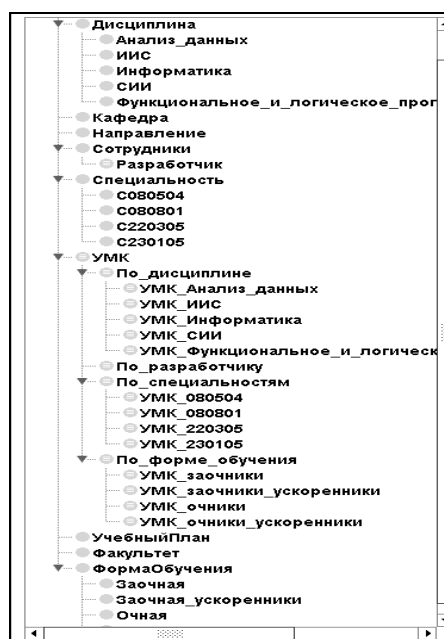 Дисциплина
Анализ_данных
ИИС
Информатика
СИИ
Функциональное_и_логическое_прог
Кафедра
Направление
Сотрудники
Разработчик
Специальность
С080504
С080801
С220305
С230105
УМК
По_дисциплине
УМК_Анализ_данных
УМК_ИИС
УМК_Информатика
УМК_СИИ
УМК_Функциональное_и_логическ
По_разработчику
По_специальностям
УМК_080504
УМК_080801
УМК_220305
УМК_230105
По_форме_обучения
УМК_заочники
УМК_заочники_ускоренники
УМК_очники
УМК_очники_ускоренники
УчебныйПлан
Факультет
ФормаОбучения
Заочная
Заочная_ускоренники
Очная